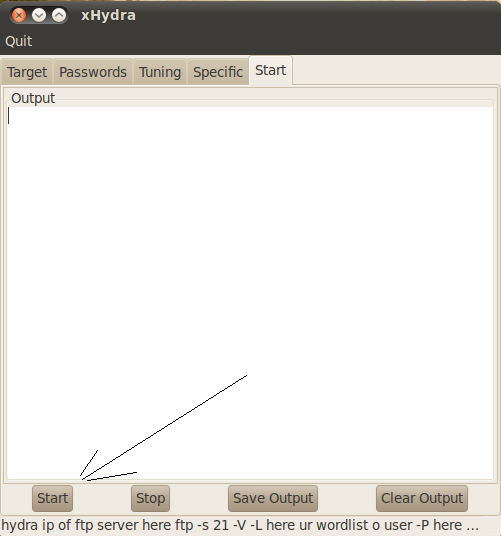 xHydra
Quit
Target Passwords Tuning Specific Start
Output
Start Stop Save Output Clear Output
hydra ip of ftp server here ftp -s 21 -V -L here ur wordlist o user -P here ...